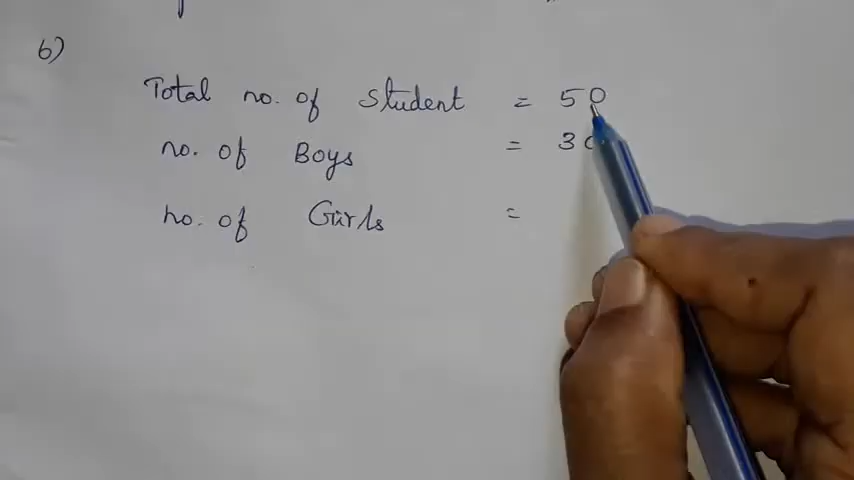 6)
Total no. of Student = 50
no. of Boys = 30
no. of Girls =